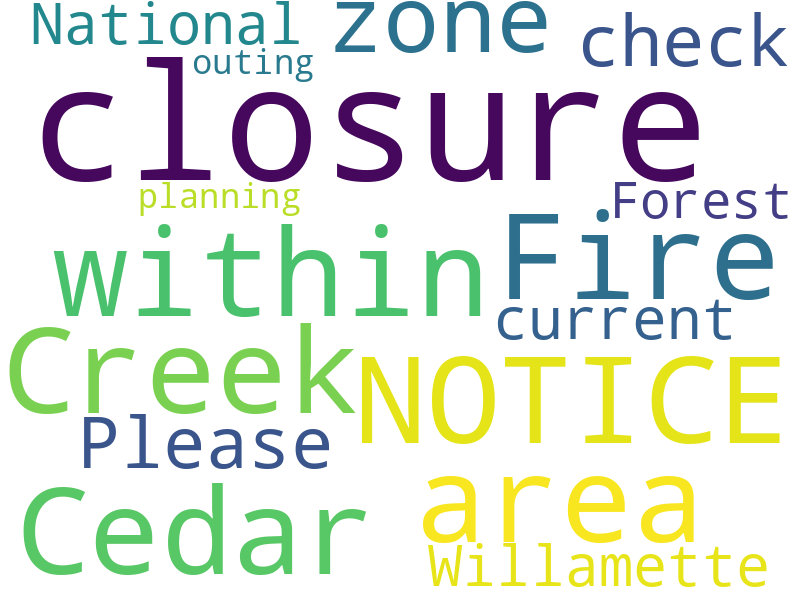 National zone check
outing
closure
planning Forest
within Fire
current
Creek NOTICE
Please
Cedar area
Willamette